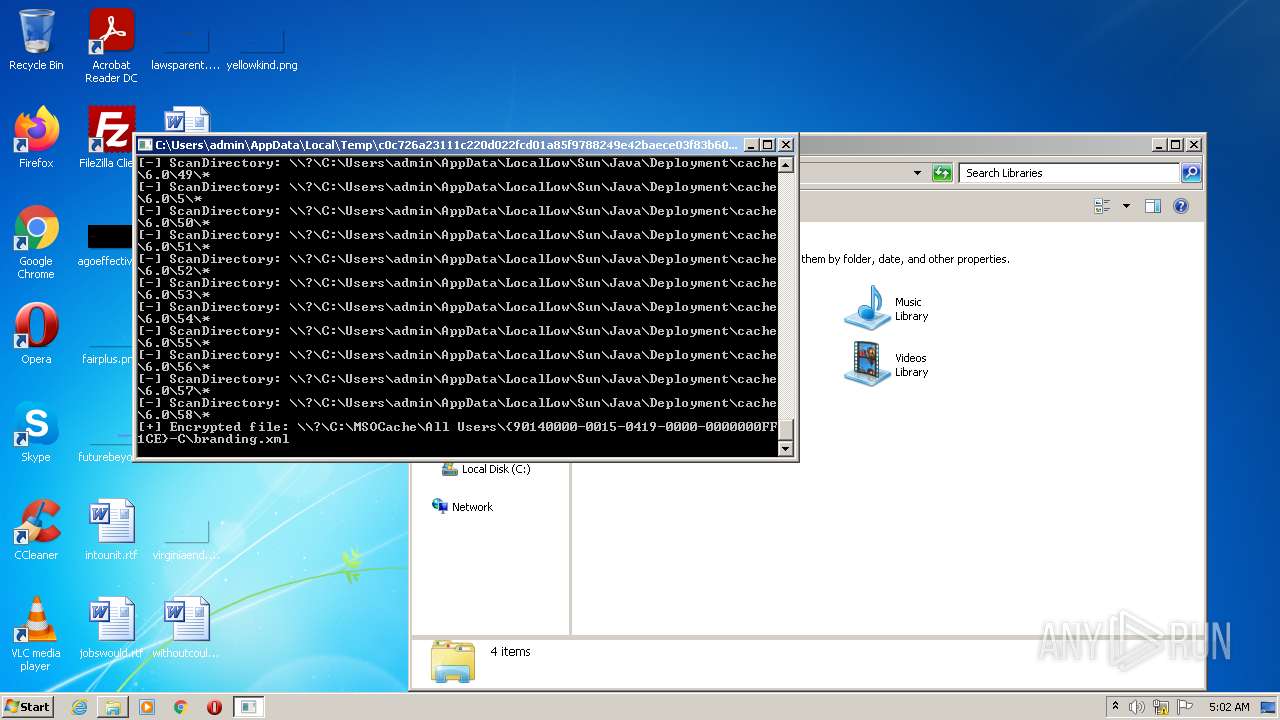 Recycle Bin
Acrobat
Reader DC
lawsparent....
yellowkind.png
Firefox
FileZilla Clie
Google
Chrome
agoeffectiv
Opera
fairplus.pn
Skype
futurebeyo
CCleaner
intounit.rtf
virginiaend....
VLC media
player
jobswould.rtf
withoutcoul...
C:\Users\admin\AppData\Local\Temp\c0c726a23111c220d022fcd01a85f9788249e42baece03f83b60...
[-] ScanDirectory: \\?\C:\Users\admin\AppData\LocalLow\Sun\Java\Deployment\cache
\6.0\49\*
[-] ScanDirectory: \\?\C:\Users\admin\AppData\LocalLow\Sun\Java\Deployment\cache
\6.0\5\*
[-] ScanDirectory: \\?\C:\Users\admin\AppData\LocalLow\Sun\Java\Deployment\cache
\6.0\50\*
[-] ScanDirectory: \\?\C:\Users\admin\AppData\LocalLow\Sun\Java\Deployment\cache
\6.0\51\*
[-] ScanDirectory: \\?\C:\Users\admin\AppData\LocalLow\Sun\Java\Deployment\cache
\6.0\52\*
[-] ScanDirectory: \\?\C:\Users\admin\AppData\LocalLow\Sun\Java\Deployment\cache
\6.0\53\*
[-] ScanDirectory: \\?\C:\Users\admin\AppData\LocalLow\Sun\Java\Deployment\cache
\6.0\54\*
[-] ScanDirectory: \\?\C:\Users\admin\AppData\LocalLow\Sun\Java\Deployment\cache
\6.0\55\*
[-] ScanDirectory: \\?\C:\Users\admin\AppData\LocalLow\Sun\Java\Deployment\cache
\6.0\56\*
[-] ScanDirectory: \\?\C:\Users\admin\AppData\LocalLow\Sun\Java\Deployment\cache
\6.0\57\*
[-] ScanDirectory: \\?\C:\Users\admin\AppData\LocalLow\Sun\Java\Deployment\cache
\6.0\58\*
[+] Encrypted file: \\?\C:\MSOCache\All Users\{90140000-0015-0419-0000-0000000FF
1CE}-C\branding.xml
Search Libraries
them by folder, date, and other properties.
Music
Library
Videos
Library
Local Disk (C:)
Network
4 items
ANY RUN
Start
5:02 AM